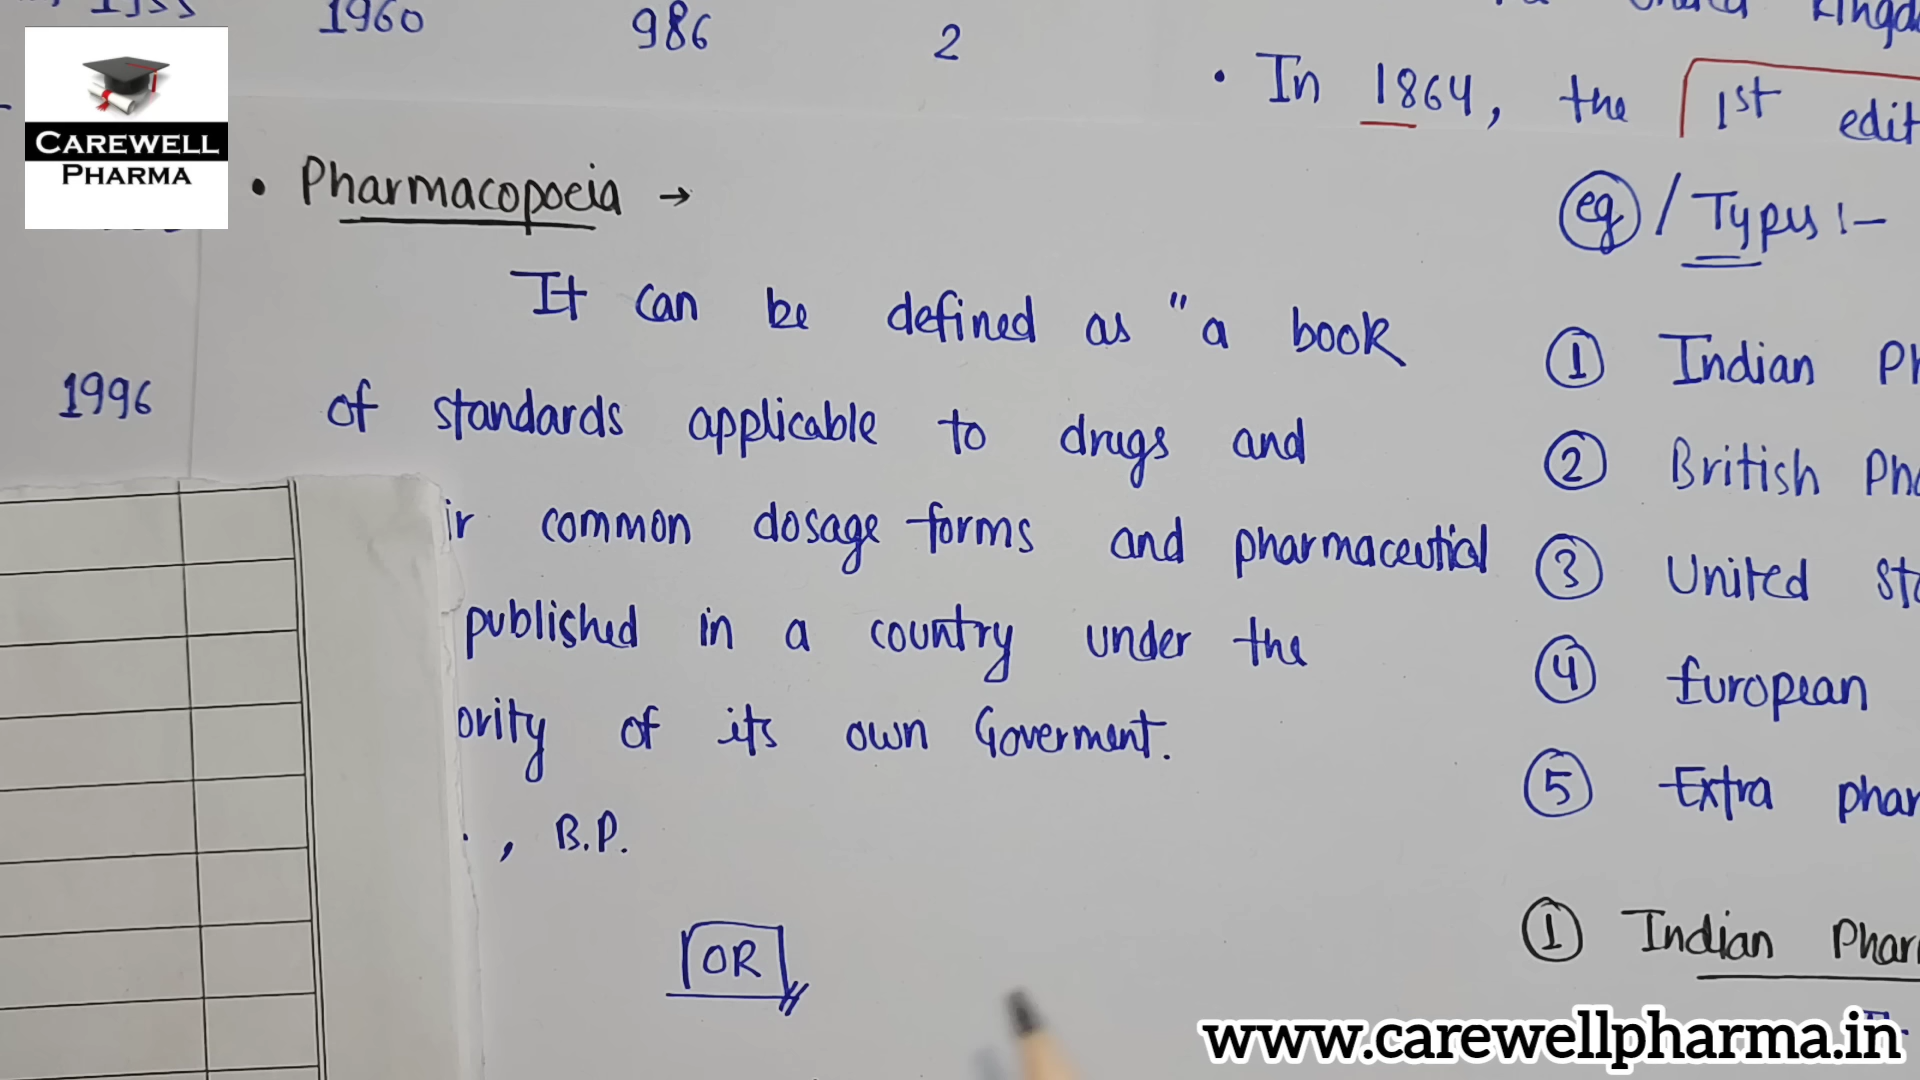 1960 986 2
CAREWELL
PHARMA
• Pharmacopoeia →
It can be defined as "a book
of standards applicable to drugs and
ir common dosage forms and pharmaceutical
published in a country under the
ority of its own Goverment.
, B.P.
OR
1996
• In 1864, the 1st edit
eg / Types :-
1 Indian Ph
2 British Pha
3 United Sta
4 European
5 Extra phar
1 Indian Phar
www.carewellpharma.in